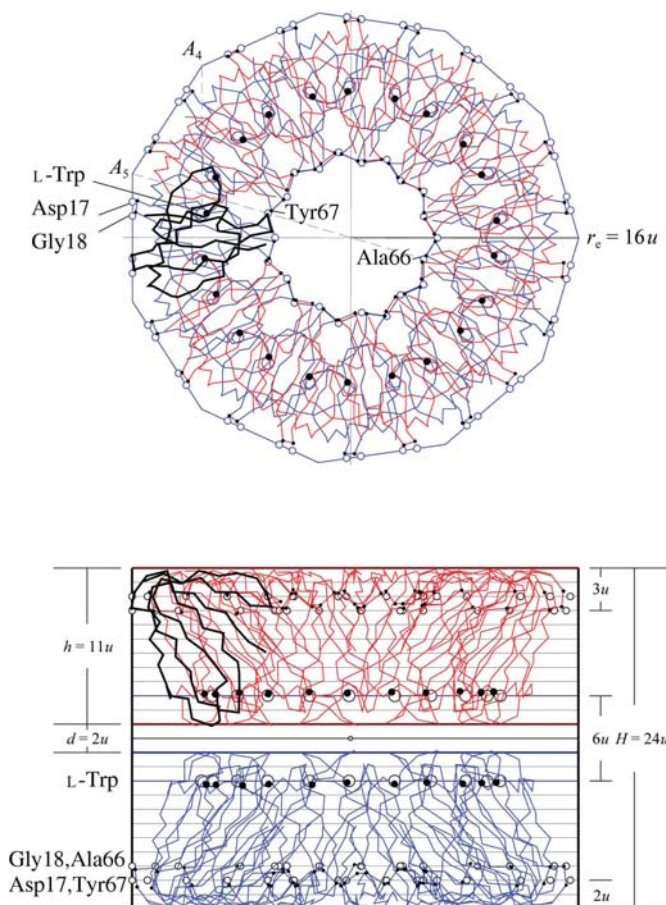 A4
A5
L-Trp
Asp17
Gly18
Tyr67
Ala66
re = 16u
3u
h = 11u
d = 2u
6u
H = 24u
L-Trp
Gly18,Ala66
Asp17,Tyr67
2u